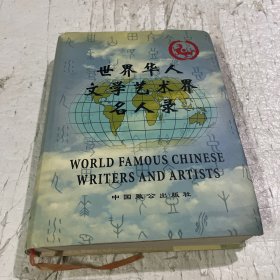 世界华人
文学艺术界
名人录
WORLD FAMOUS CHINESE
WRITERS AND ARTISTS
中国致公出版社